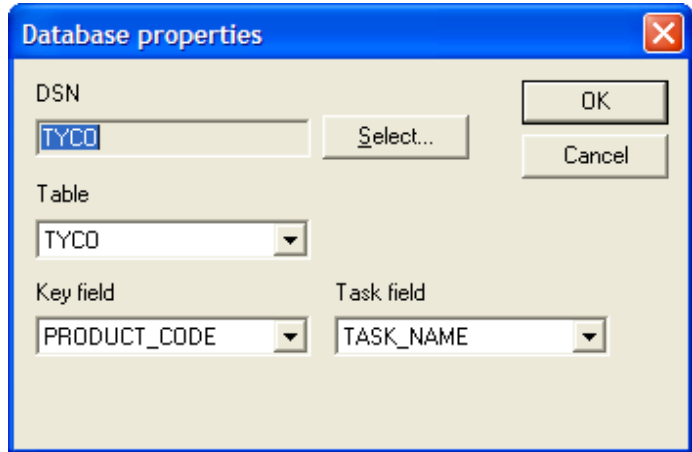 Database properties
DSN
OK
TYCO
Select...
Cancel
Table
TYCO
Key field
Task field
PRODUCT_CODE
TASK_NAME